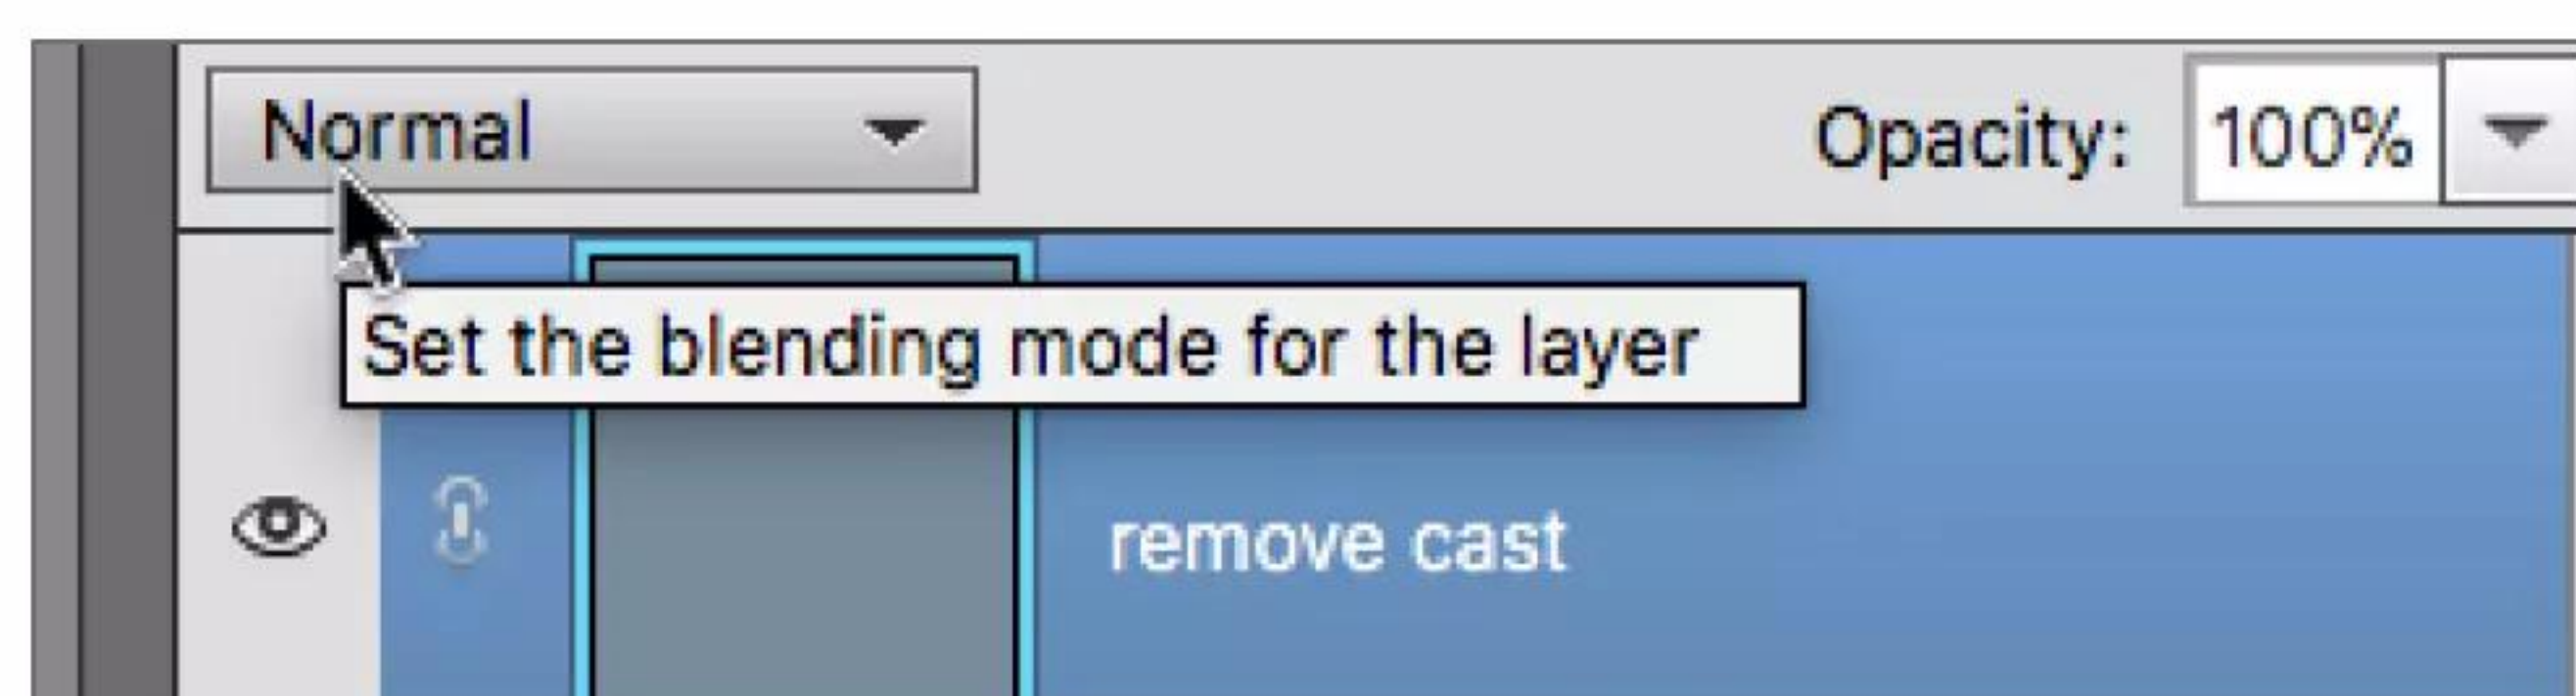 Normal Opacity: 100%
Set the blending mode for the layer
remove cast